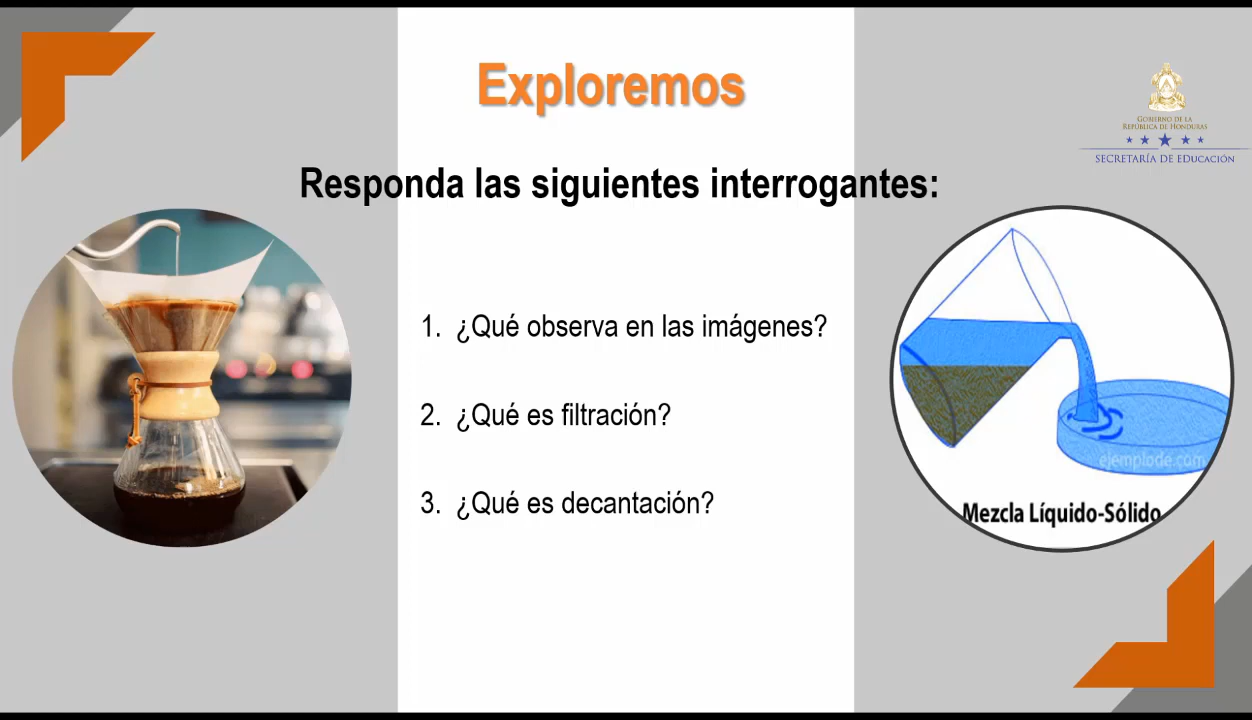 Exploremos
GOBIERNO DE LA
REPÚBLICA DE HONDURAS
SECRETARÍA DE EDUCACIÓN
Responda las siguientes interrogantes:
1. ¿Qué observa en las imágenes?
2. ¿Qué es filtración?
3. ¿Qué es decantación?
ejemplode.com
Mezcla Líquido-Sólido